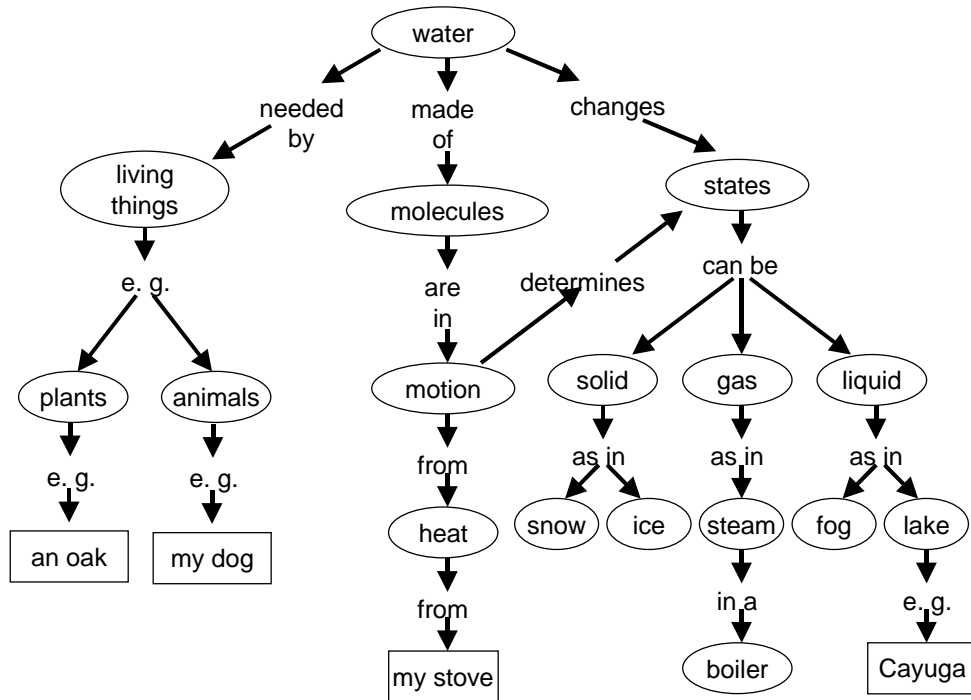 water
needed
by
made
of
changes
living
things
molecules
states
e. g.
are
in
determines
can be
plants
animals
motion
solid
gas
liquid
e. g.
e. g.
from
as in
as in
as in
an oak
my dog
heat
snow
ice
steam
fog
lake
from
in a
e. g.
my stove
boiler
Cayuga